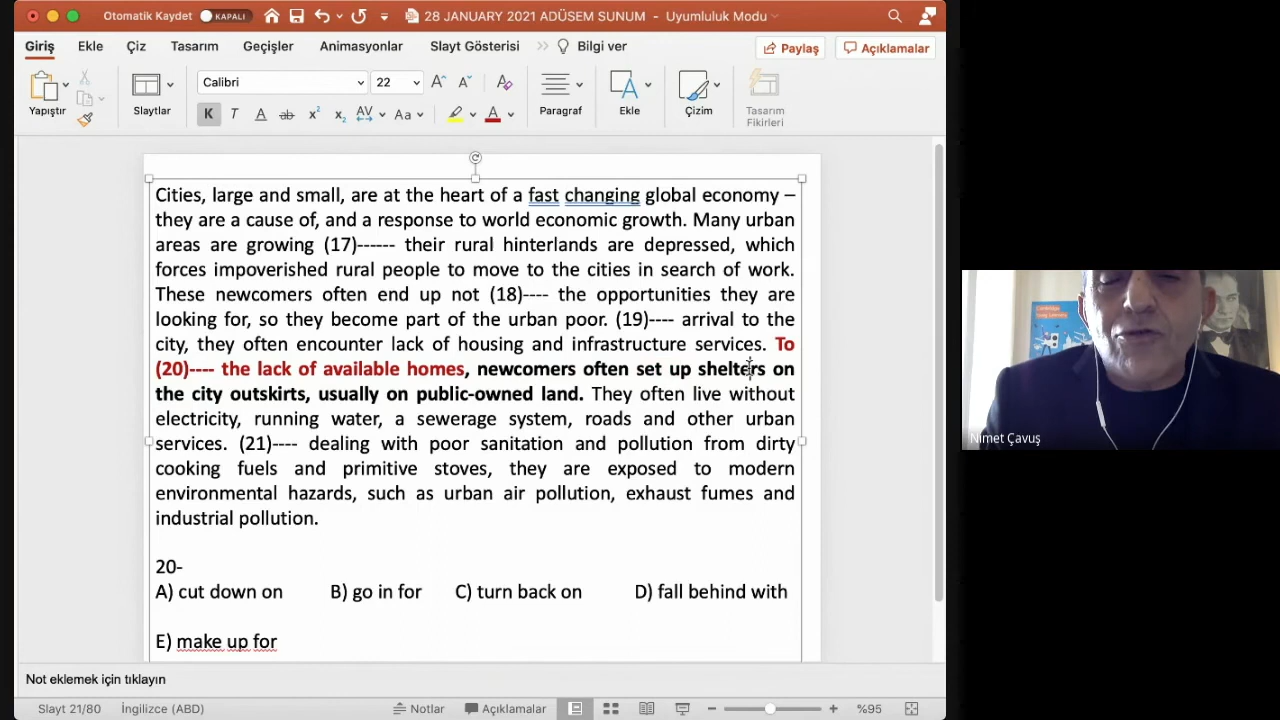 Otomatik Kaydet KAPALI 28 JANUARY 2021 ADÜSEM SUNUM - Uyumluluk Modu
Giriş Ekle Çiz Tasarım Geçişler Animasyonlar Slayt Gösterisi Bilgi ver Paylaş Açıklamalar
Calibri 22
Yapıştır Slaytlar K T A ab x² x₂ AV Aa A Paragraf Ekle Çizim Tasarım
Fikirleri
Cities, large and small, are at the heart of a fast changing global economy –
they are a cause of, and a response to world economic growth. Many urban
areas are growing (17)------ their rural hinterlands are depressed, which
forces impoverished rural people to move to the cities in search of work.
These newcomers often end up not (18)---- the opportunities they are
looking for, so they become part of the urban poor. (19)---- arrival to the
city, they often encounter lack of housing and infrastructure services. To
(20)---- the lack of available homes, newcomers often set up shelters on
the city outskirts, usually on public-owned land. They often live without
electricity, running water, a sewerage system, roads and other urban
services. (21)---- dealing with poor sanitation and pollution from dirty
cooking fuels and primitive stoves, they are exposed to modern
environmental hazards, such as urban air pollution, exhaust fumes and
industrial pollution.
20-
A) cut down on B) go in for C) turn back on D) fall behind with
E) make up for
Not eklemek için tıklayın
Slayt 21/80 İngilizce (ABD) Notlar Açıklamalar %95
Nimet Çavuş